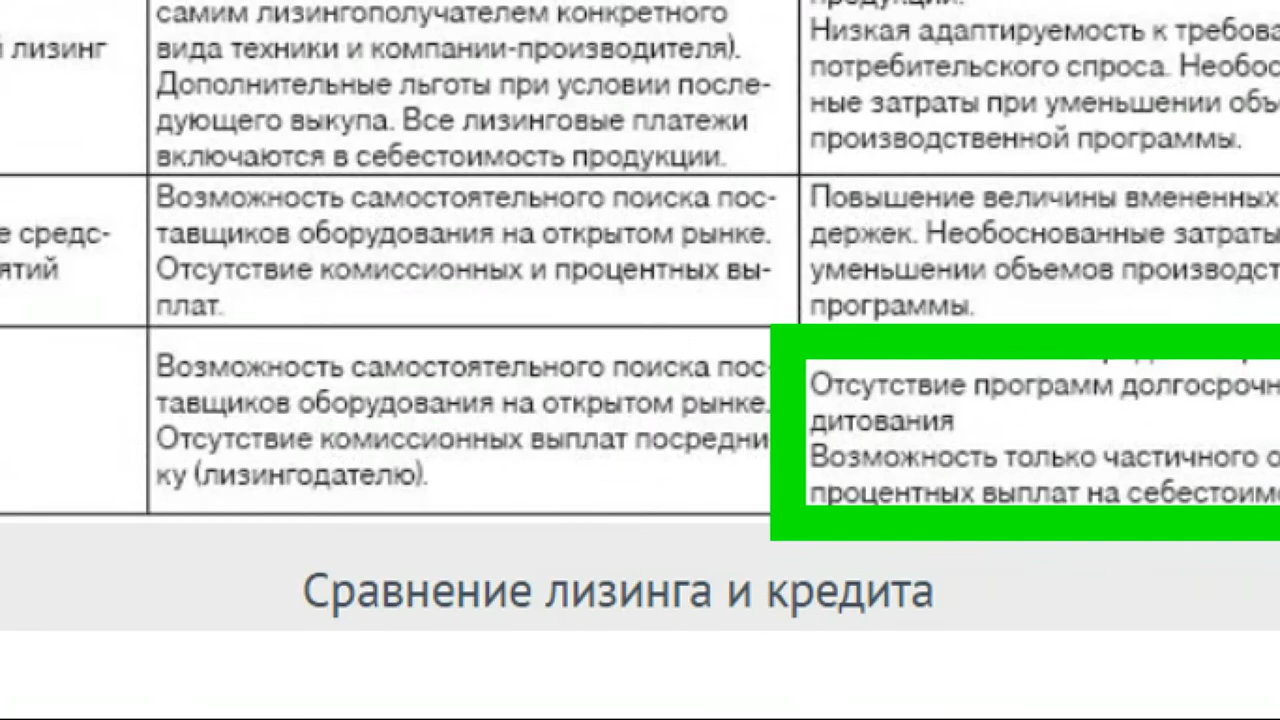 самим лизингополучателем конкретного
й лизинг
вида техники и компании-производителя).
Дополнительные льготы при условии после-
дующего выкупа. Все лизинговые платежи
включаются в себестоимость продукции.
Низкая адаптируемость к требова
потребительского спроса. Необос
ные затраты при уменьшении объ
производственной программы.
е средс-
ятий
Возможность самостоятельного поиска пос-
тавщиков оборудования на открытом рынке.
Отсутствие комиссионных и процентных вы-
плат.
Повышение величины вмененных
держек. Необоснованные затраты
уменьшении объемов производст
программы.
Возможность самостоятельного поиска пос-
тавщиков оборудования на открытом рынке.
Отсутствие комиссионных выплат посредни
ку (лизингодателю).
Отсутствие программ долгосрочн
дитования
Возможность только частичного о
процентных выплат на себестоимо
Сравнение лизинга и кредита